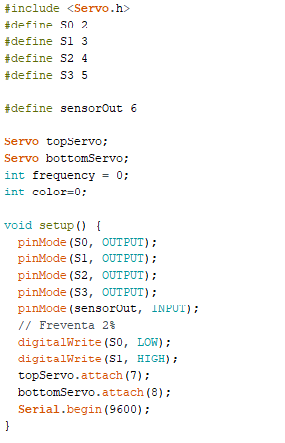 #include <Servo.h>
#define S0 2
#define S1 3
#define S2 4
#define S3 5
#define sensorOut 6
Servo topServo;
Servo bottomServo;
int frequency = 0;
int color=0;
void setup() {
pinMode(S0, OUTPUT);
pinMode(S1, OUTPUT);
pinMode(S2, OUTPUT);
pinMode(S3, OUTPUT);
pinMode(sensorOut, INPUT);
// Freventa 2%
digitalWrite(S0, LOW);
digitalWrite(S1, HIGH);
topServo.attach(7);
bottomServo.attach(8);
Serial.begin(9600);
}